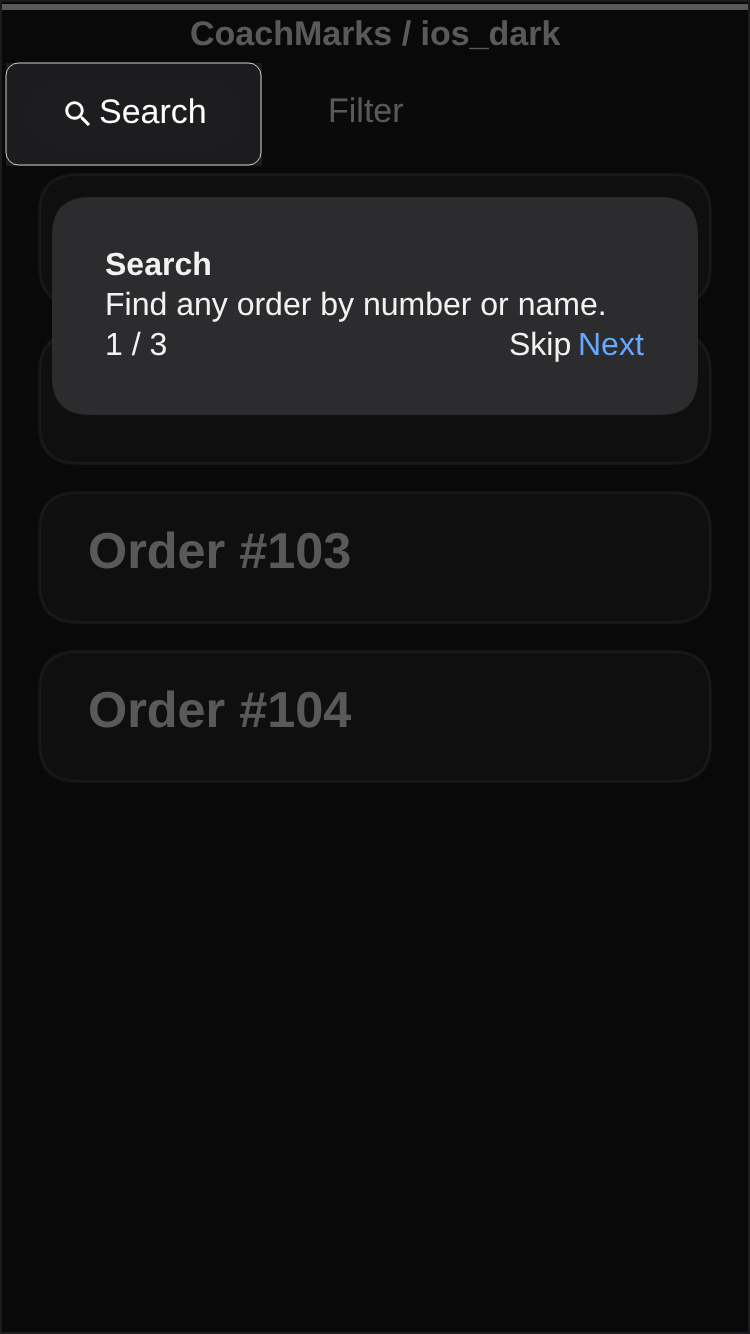 CoachMarks / ios_dark
Search
Filter
Search
Find any order by number or name.
1 / 3
Skip Next
Order #103
Order #104